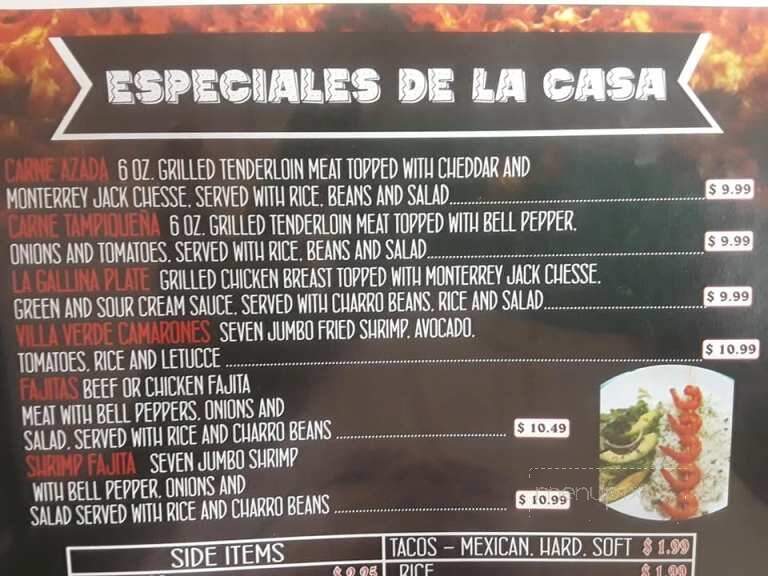 ESPECIALES DE LA CASA
CARNE AZADA 6 OZ. GRILLED TENDERLOIN MEAT TOPPED WITH CHEDDAR AND
MONTERREY JACK CHESSE, SERVED WITH RICE, BEANS AND SALAD $ 9.99
CARNE TAMPIQUEÑA 6 OZ. GRILLED TENDERLOIN MEAT TOPPED WITH BELL PEPPER,
ONIONS AND TOMATOES, SERVED WITH RICE, BEANS AND SALAD $ 9.99
LA GALLINA PLATE GRILLED CHICKEN BREAST TOPPED WITH MONTERREY JACK CHESSE,
GREEN AND SOUR CREAM SAUCE, SERVED WITH CHARRO BEANS, RICE AND SALAD $ 9.99
VILLA VERDE CAMARONES SEVEN JUMBO FRIED SHRIMP, AVOCADO,
TOMATOES, RICE AND LETUCCE $ 10.99
FAJITAS BEEF OR CHICKEN FAJITA
MEAT WITH BELL PEPPERS, ONIONS AND
SALAD, SERVED WITH RICE AND CHARRO BEANS $ 10.49
SHRIMP FAJITA SEVEN JUMBO SHRIMP
WITH BELL PEPPER, ONIONS AND
SALAD SERVED WITH RICE AND CHARRO BEANS $ 10.99
SIDE ITEMS
$ 2.25
TACOS - MEXICAN, HARD, SOFT $ 1.99
RICE $ 1.99